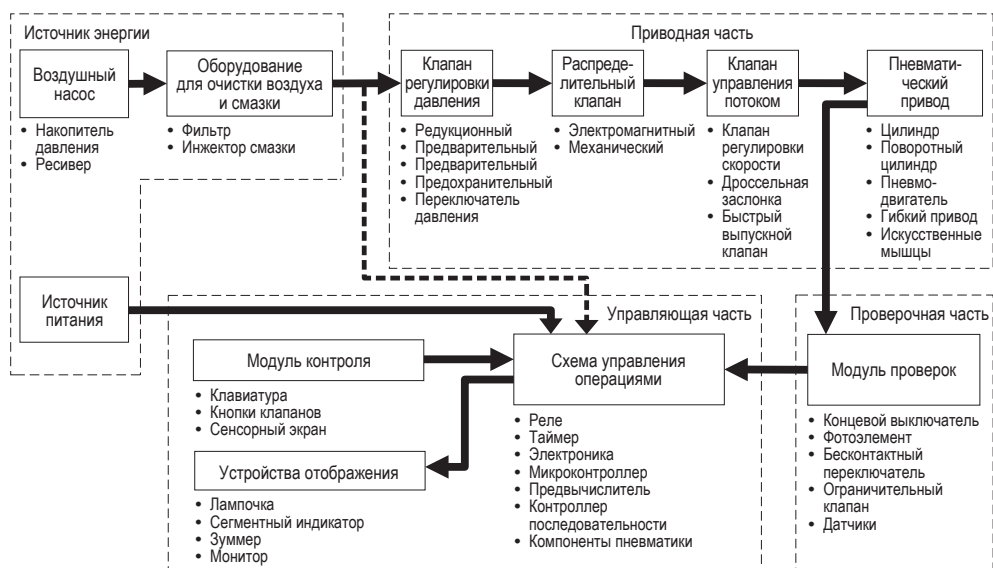 Источник энергии
Воздушный
насос
• Накопитель
давления
• Ресивер
Оборудование
для очистки воздуха
и смазки
• Фильтр
• Инжектор смазки
Источник
питания
Приводная часть
Клапан
регулировки
давления
• Редукционный
• Предварительный
• Предварительный
• Предохранительный
• Переключатель
давления
Распреде-
лительный
клапан
• Электромагнитный
• Механический
Клапан
управления
потоком
• Клапан
регулировки
скорости
• Дроссельная
заслонка
• Быстрый
выпускной
клапан
Пневмати-
ческий
привод
• Цилиндр
• Поворотный
цилиндр
• Пневмо-
двигатель
• Гибкий привод
• Искусственные
мышцы
Управляющая часть
Модуль контроля
• Клавиатура
• Кнопки клапанов
• Сенсорный экран
Устройства отображения
• Лампочка
• Сегментный индикатор
• Зуммер
• Монитор
Схема управления
операциями
• Реле
• Таймер
• Электроника
• Микроконтроллер
• Предвычислитель
• Контроллер
последовательности
• Компоненты пневматики
Проверочная часть
Модуль проверок
• Концевой выключатель
• Фотоэлемент
• Бесконтактный
переключатель
• Ограничительный
клапан
• Датчики